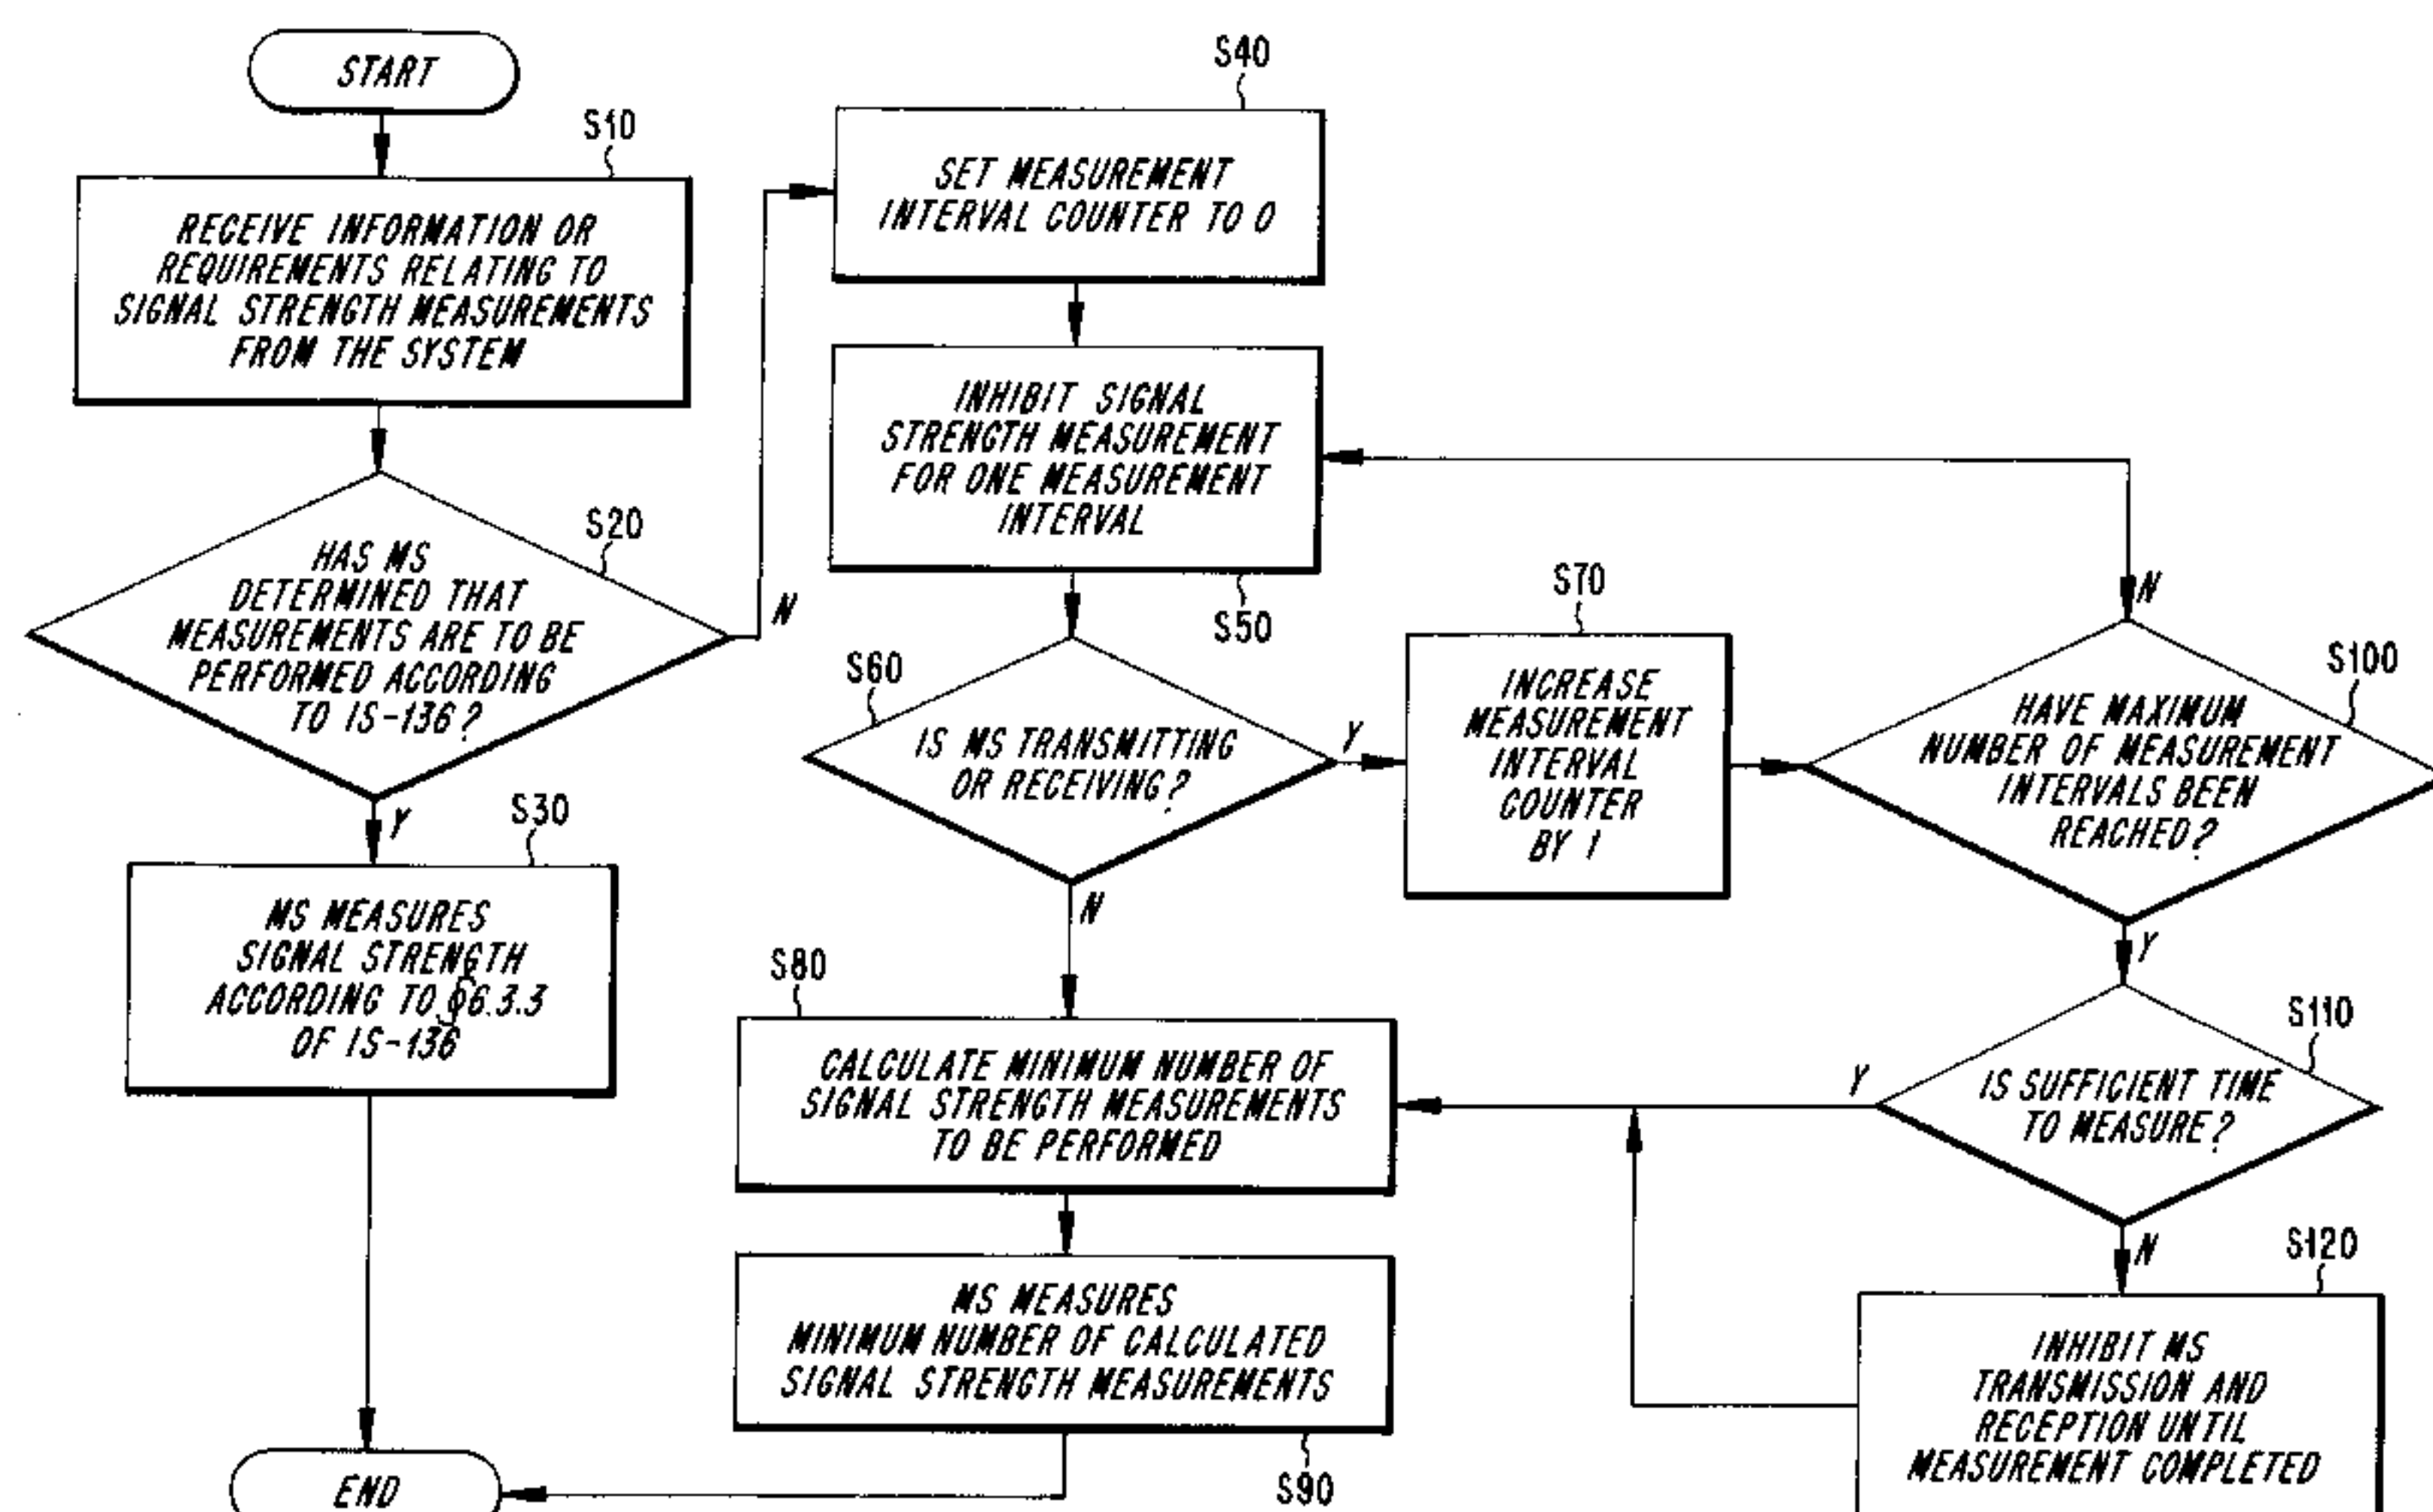 START
S10
RECEIVE INFORMATION OR
REQUIREMENTS RELATING TO
SIGNAL STRENGTH MEASUREMENTS
FROM THE SYSTEM
S20
HAS MS
DETERMINED THAT
MEASUREMENTS ARE TO BE
PERFORMED ACCORDING
TO IS-136?
N
Y
S30
MS MEASURES
SIGNAL STRENGTH
ACCORDING TO §6.3.3
OF IS-136
END
S40
SET MEASUREMENT
INTERVAL COUNTER TO 0
INHIBIT SIGNAL
STRENGTH MEASUREMENT
FOR ONE MEASUREMENT
INTERVAL
S50
S60
IS MS TRANSMITTING
OR RECEIVING?
Y
N
S70
INCREASE
MEASUREMENT
INTERVAL
COUNTER
BY 1
S80
CALCULATE MINIMUM NUMBER OF
SIGNAL STRENGTH MEASUREMENTS
TO BE PERFORMED
MS MEASURES
MINIMUM NUMBER OF CALCULATED
SIGNAL STRENGTH MEASUREMENTS
S90
N
S100
HAVE MAXIMUM
NUMBER OF MEASUREMENT
INTERVALS BEEN
REACHED?
Y
S110
IS SUFFICIENT TIME
TO MEASURE?
Y
N
S120
INHIBIT MS
TRANSMISSION AND
RECEPTION UNTIL
MEASUREMENT COMPLETED